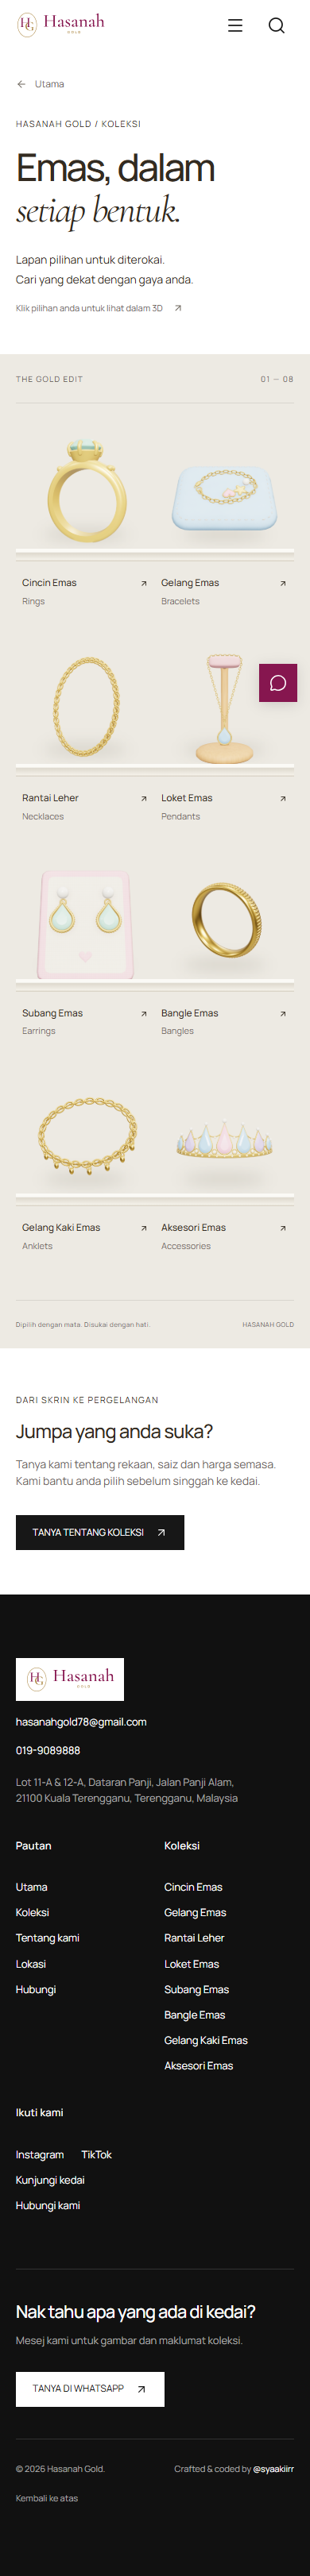 Hasanah
GOLD
Utama
HASANAH GOLD / KOLEKSI
Emas, dalam
setiap bentuk.
Lapan pilihan untuk diterokai.
Cari yang dekat dengan gaya anda.
Klik pilihan anda untuk lihat dalam 3D
THE GOLD EDIT
01 — 08
Cincin Emas
Rings
Gelang Emas
Bracelets
Rantai Leher
Necklaces
Loket Emas
Pendants
Subang Emas
Earrings
Bangle Emas
Bangles
Gelang Kaki Emas
Anklets
Aksesori Emas
Accessories
Dipilih dengan mata. Disukai dengan hati.
HASANAH GOLD
DARI SKRIN KE PERGELANGAN
Jumpa yang anda suka?
Tanya kami tentang rekaan, saiz dan harga semasa.
Kami bantu anda pilih sebelum singgah ke kedai.
TANYA TENTANG KOLEKSI
Hasanah
GOLD
hasanahgold78@gmail.com
019-9089888
Lot 11-A & 12-A, Dataran Panji, Jalan Panji Alam,
21100 Kuala Terengganu, Terengganu, Malaysia
Pautan
Utama
Koleksi
Tentang kami
Lokasi
Hubungi
Koleksi
Cincin Emas
Gelang Emas
Rantai Leher
Loket Emas
Subang Emas
Bangle Emas
Gelang Kaki Emas
Aksesori Emas
Ikuti kami
Instagram
TikTok
Kunjungi kedai
Hubungi kami
Nak tahu apa yang ada di kedai?
Mesej kami untuk gambar dan maklumat koleksi.
TANYA DI WHATSAPP
© 2026 Hasanah Gold.
Crafted & coded by @syaakiirr
Kembali ke atas